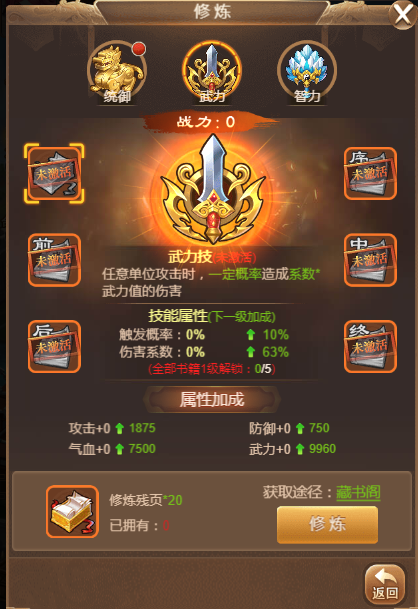 修炼
统御
武力
智力
战力：0
未激活
序
未激活
武力技(未激活)
任意单位攻击时，一定概率造成系数*
武力值的伤害
前
未激活
中
未激活
技能属性(下一级加成)
触发概率：0% 10%
伤害系数：0% 63%
(全部书籍1级解锁：0/5)
后
未激活
终
未激活
属性加成
攻击+0 1875
防御+0 750
气血+0 7500
武力+0 9960
修炼残页*20
已拥有：
获取途径：藏书阁
修炼
返回